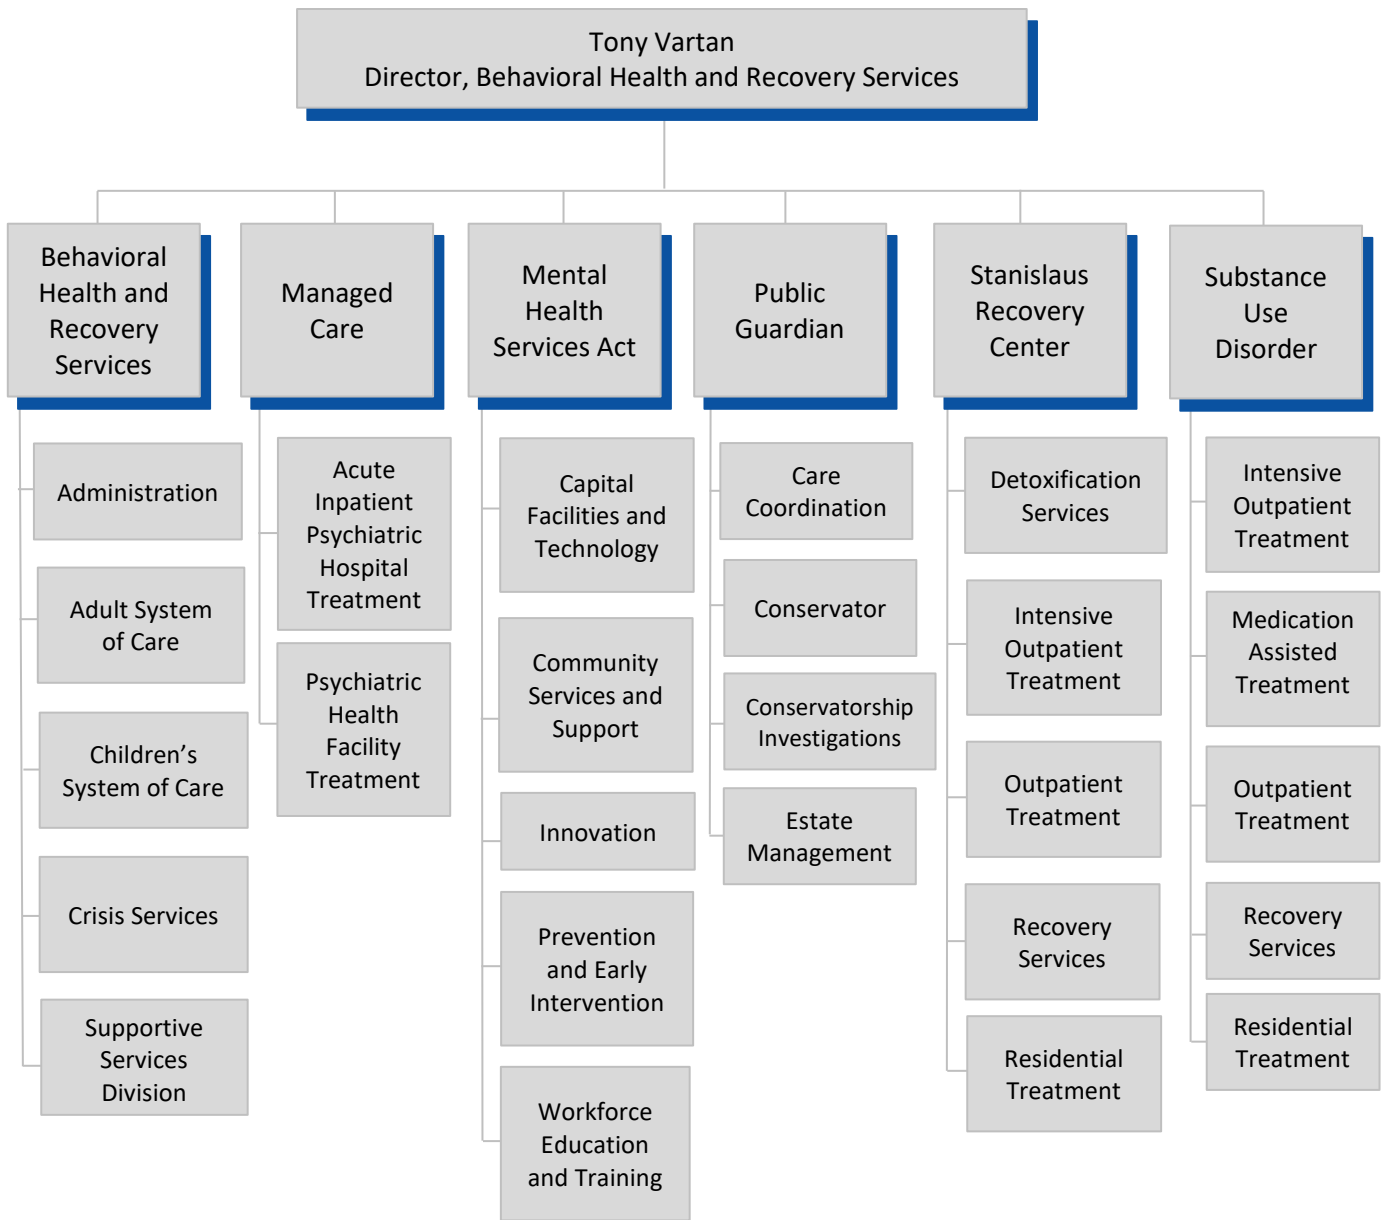 Tony Vartan
Director, Behavioral Health and Recovery Services
Behavioral
Health and
Recovery
Services
Administration
Adult System
of Care
Children’s
System of Care
Crisis Services
Supportive
Services
Division
Managed
Care
Acute
Inpatient
Psychiatric
Hospital
Treatment
Psychiatric
Health
Facility
Treatment
Mental
Health
Services Act
Capital
Facilities and
Technology
Community
Services and
Support
Innovation
Prevention
and Early
Intervention
Workforce
Education
and Training
Public
Guardian
Care
Coordination
Conservator
Conservatorship
Investigations
Estate
Management
Stanislaus
Recovery
Center
Detoxification
Services
Intensive
Outpatient
Treatment
Outpatient
Treatment
Recovery
Services
Residential
Treatment
Substance
Use
Disorder
Intensive
Outpatient
Treatment
Medication
Assisted
Treatment
Outpatient
Treatment
Recovery
Services
Residential
Treatment